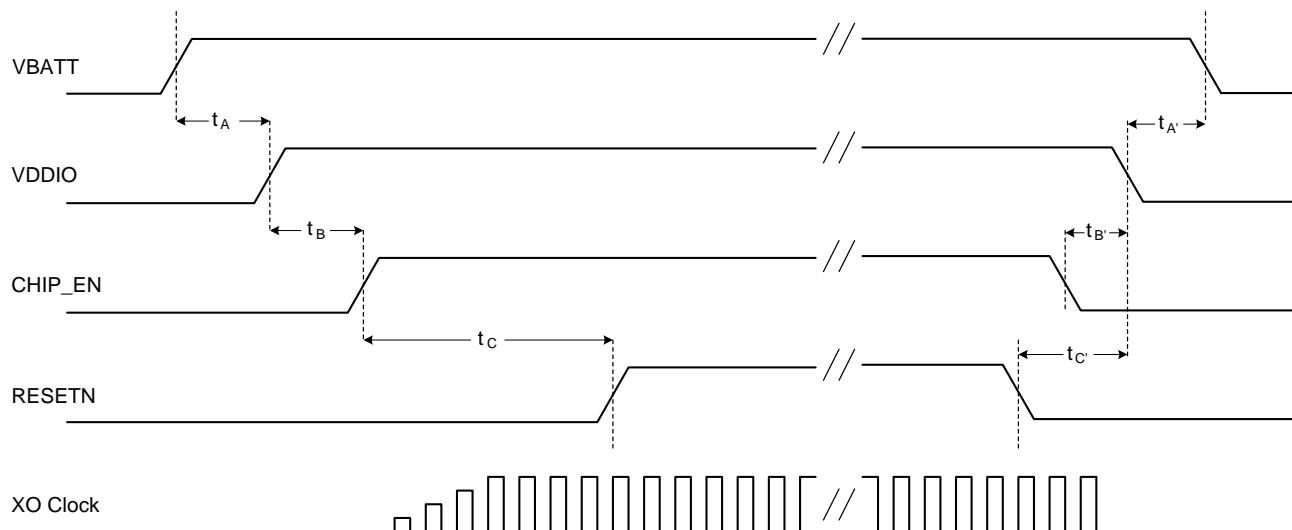 VBATT
tA
tA'
VDDIO
tB
tB'
CHIP_EN
tC
tC'
RESETN
XO Clock